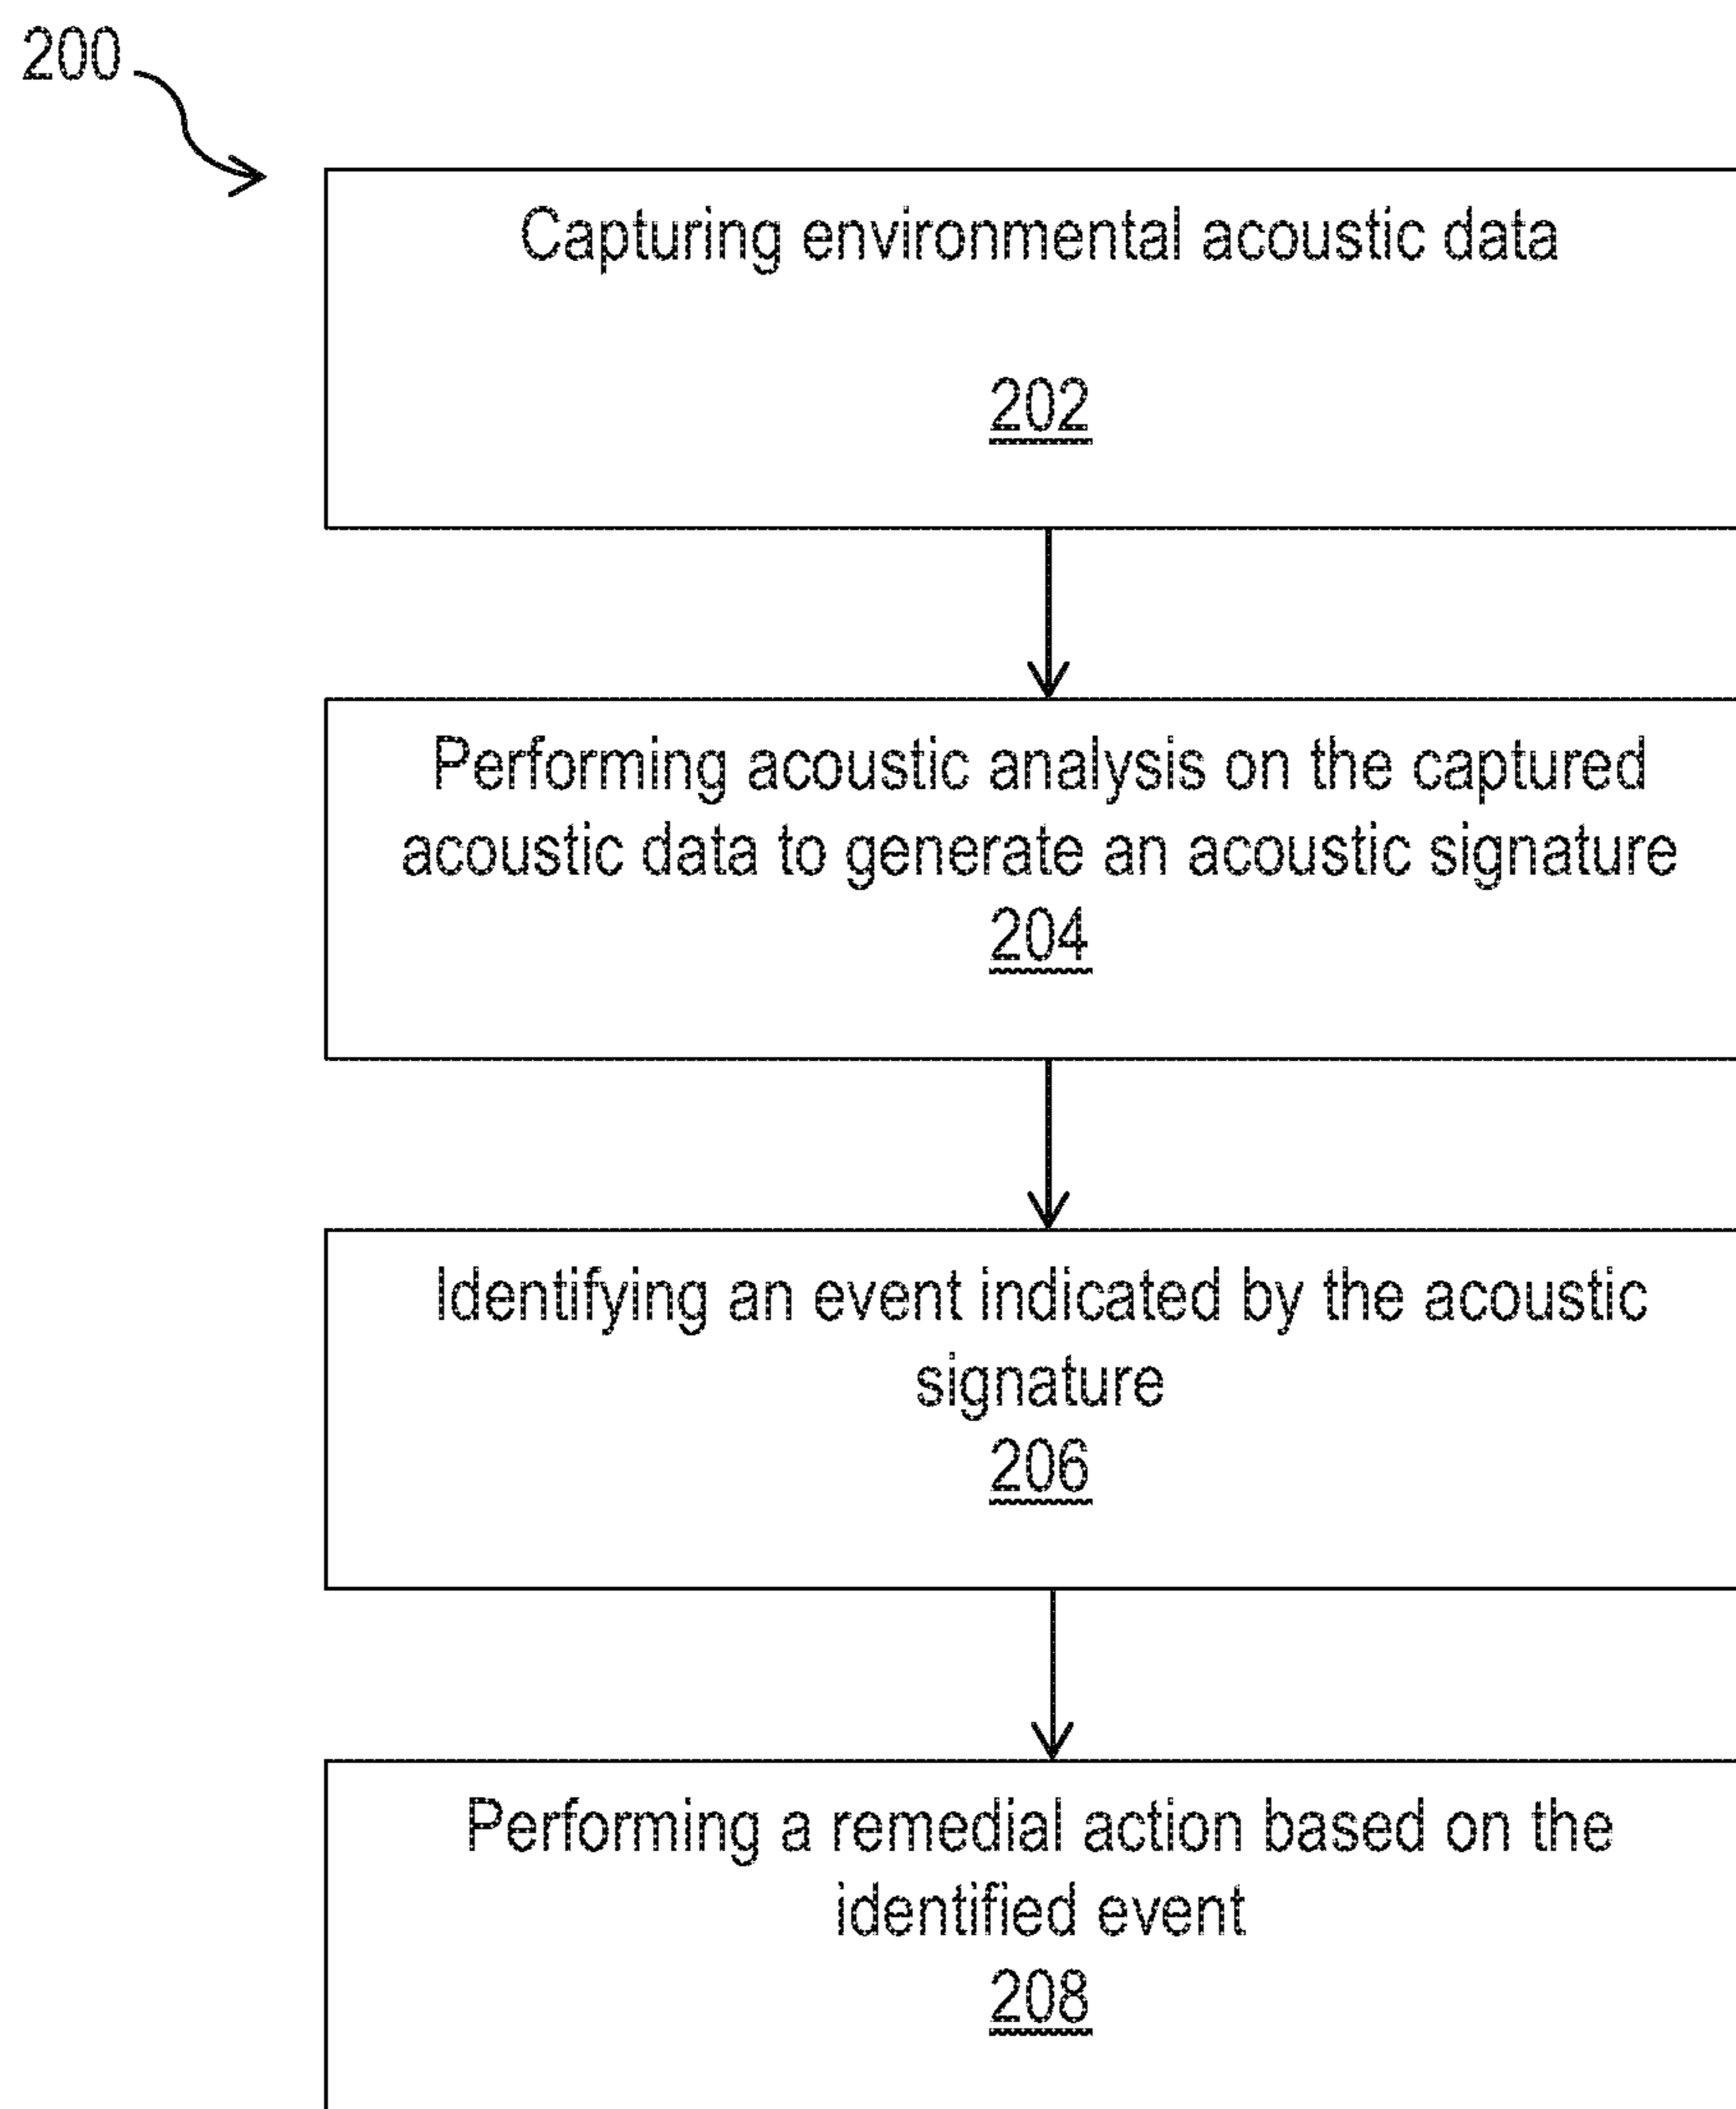 200
Capturing environmental acoustic data
202
Performing acoustic analysis on the captured
acoustic data to generate an acoustic signature
204
Identifying an event indicated by the acoustic
signature
206
Performing a remedial action based on the
identified event
208